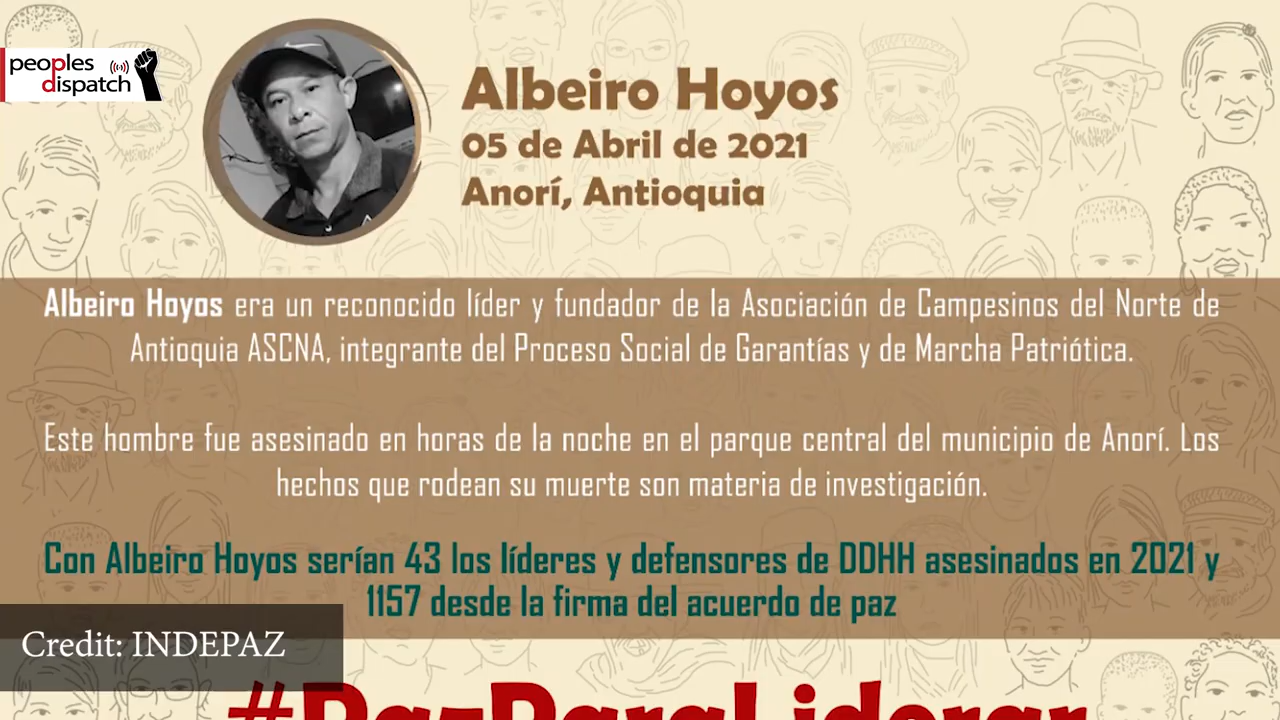 peoples
dispatch
Albeiro Hoyos
05 de Abril de 2021
Anorí, Antioquia
Albeiro Hoyos era un reconocido líder y fundador de la Asociación de Campesinos del Norte de
Antioquia ASCNA, integrante del Proceso Social de Garantías y de Marcha Patriótica.
Este hombre fue asesinado en horas de la noche en el parque central del municipio de Anorí. Los
hechos que rodean su muerte son materia de investigación.
Con Albeiro Hoyos serían 43 los líderes y defensores de DDHH asesinados en 2021 y
1157 desde la firma del acuerdo de paz
Credit: INDEPAZ
#PazParaLiderar